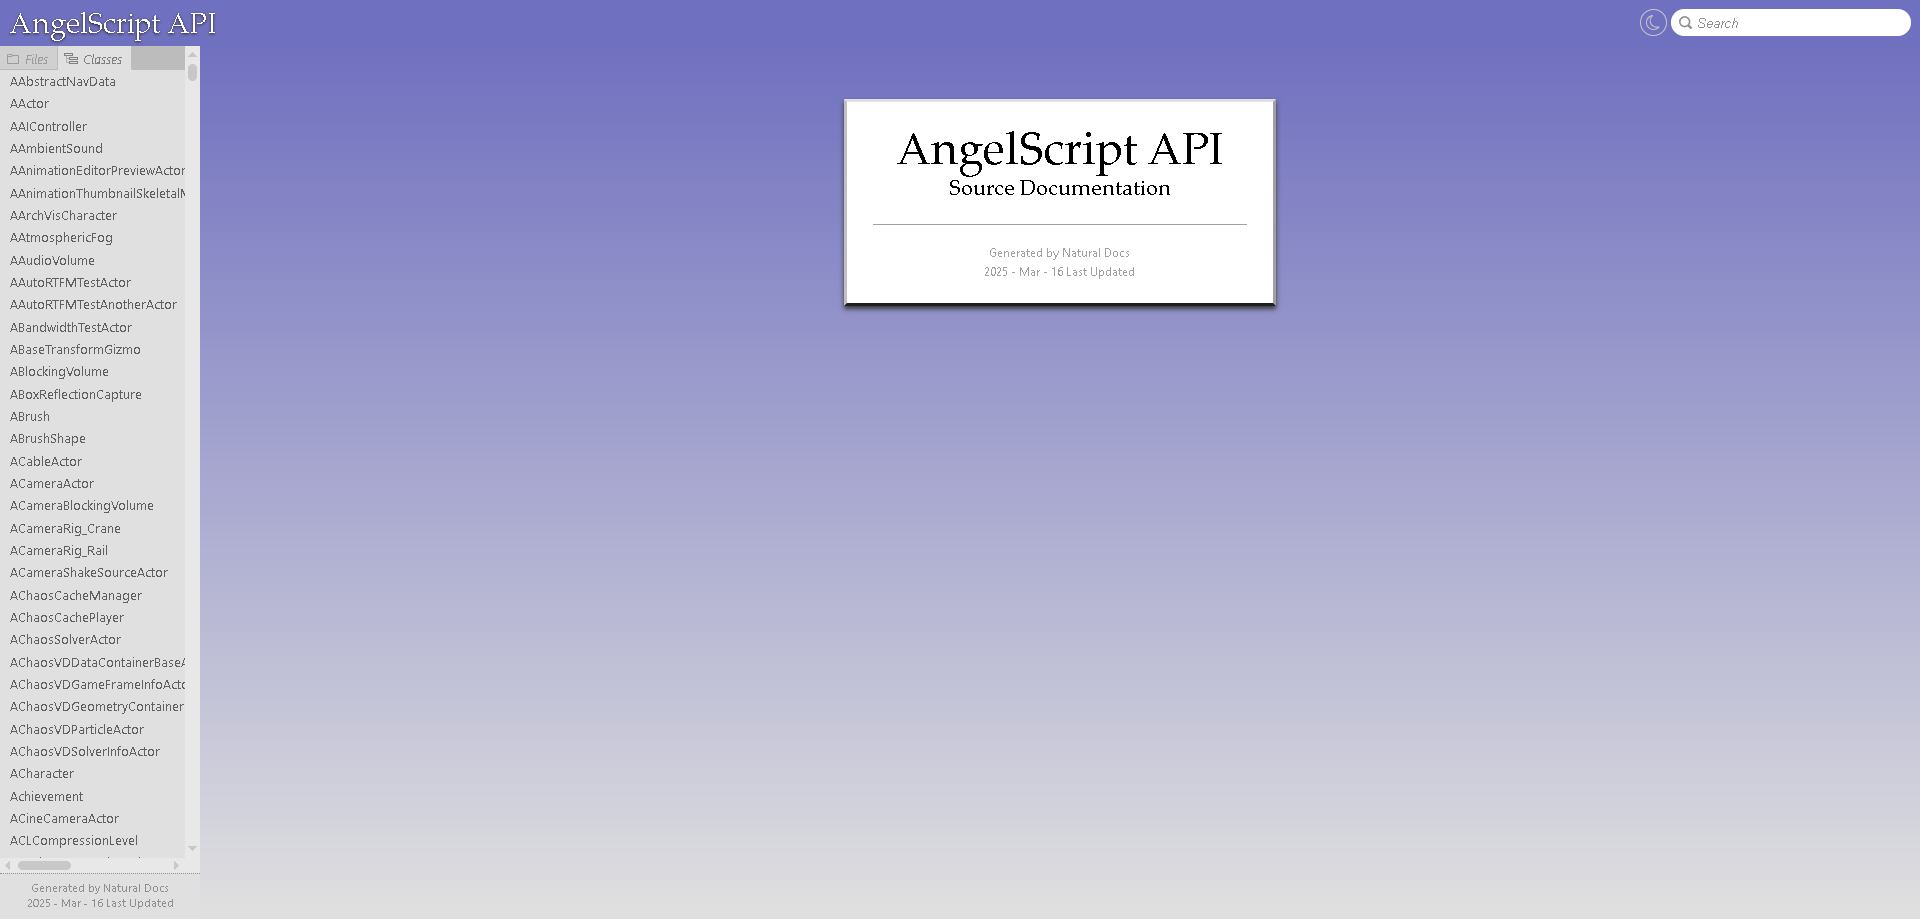 AngelScript API
Search
Files
Classes
AAbstractNavData
AActor
AAIController
AAmbientSound
AAnimationEditorPreviewActor
AAnimationThumbnailSkeletalM
AArchVisCharacter
AAtmosphericFog
AAudioVolume
AAutoRTFMTestActor
AAutoRTFMTestAnotherActor
ABandwidthTestActor
ABaseTransformGizmo
ABlockingVolume
ABoxReflectionCapture
ABrush
ABrushShape
ACableActor
ACameraActor
ACameraBlockingVolume
ACameraRig_Crane
ACameraRig_Rail
ACameraShakeSourceActor
AChaosCacheManager
AChaosCachePlayer
AChaosSolverActor
AChaosVDDataContainerBaseA
AChaosVDGameFrameInfoActo
AChaosVDGeometryContainer
AChaosVDParticleActor
AChaosVDSolverInfoActor
ACharacter
Achievement
ACineCameraActor
ACLCompressionLevel
Generated by Natural Docs
2025 - Mar - 16 Last Updated
AngelScript API
Source Documentation
Generated by Natural Docs
2025 - Mar - 16 Last Updated